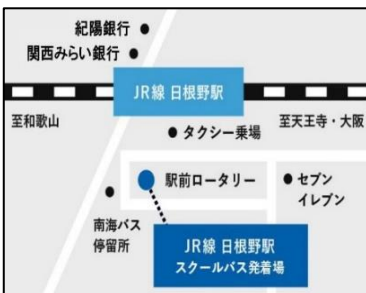 紀陽銀行
関西みらい銀行
JR線 日根野駅
至和歌山
至天王寺・大阪
タクシー乗場
駅前ロータリー
セブン
イレブン
南海バス
停留所
JR線 日根野駅
スクールバス発着場